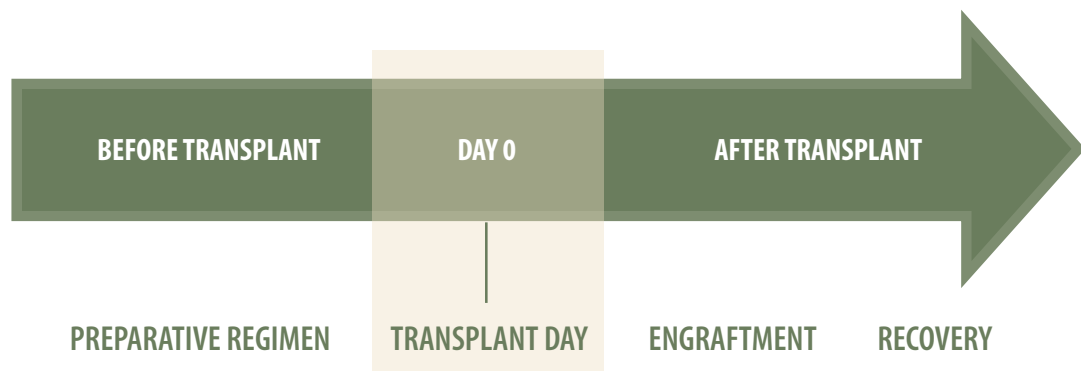 BEFORE TRANSPLANT DAY 0 AFTER TRANSPLANT
PREPARATIVE REGIMEN TRANSPLANT DAY ENGRAFTMENT RECOVERY